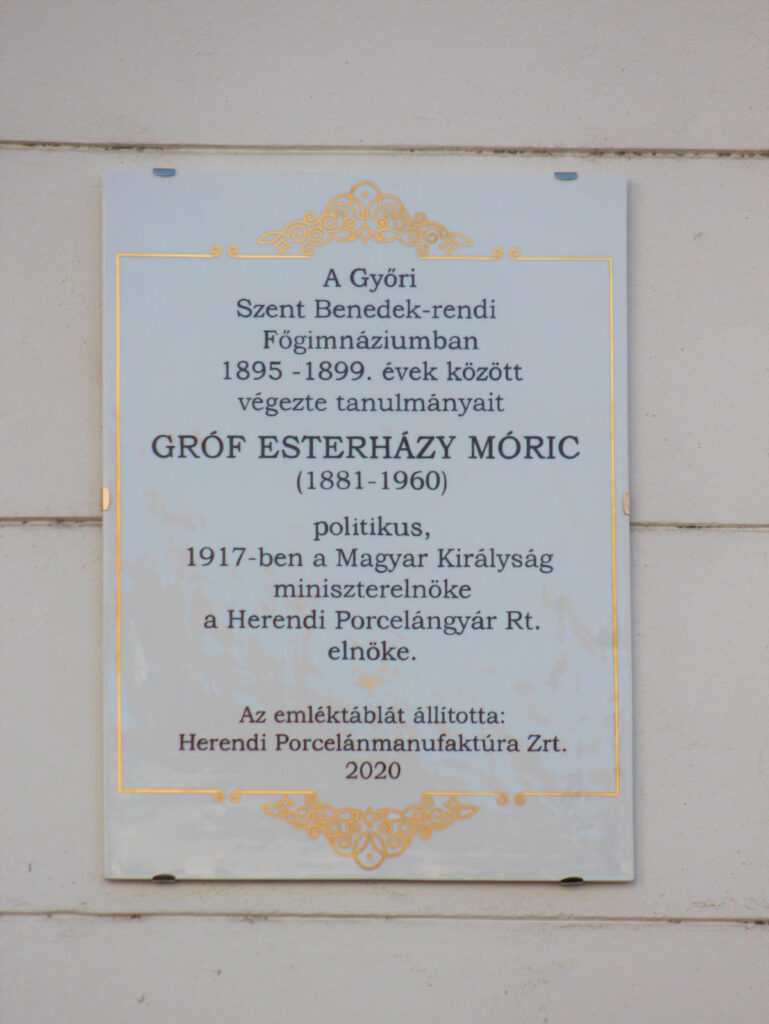 A Győri
Szent Benedek-rendi
Főgimnáziumban
1895 -1899. évek között
végezte tanulmányait
GRÓF ESTERHÁZY MÓRIC
(1881-1960)
politikus,
1917-ben a Magyar Királyság
miniszterelnöke
a Herendi Porcelángyár Rt.
elnöke.
Az emléktáblát állította:
Herendi Porcelánmanufaktúra Zrt.
2020